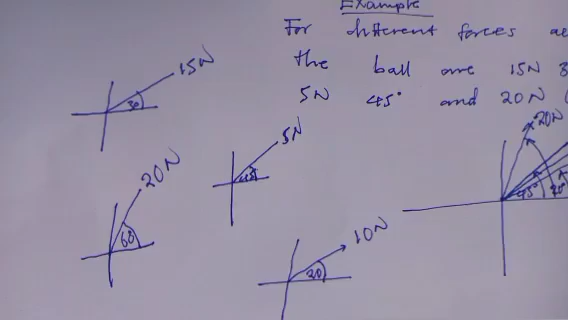 Example
For different forces
the ball are 15N
5N 45° and 20N
15N
30
5N
45
20N
60
10N
20
20N
45°
20°